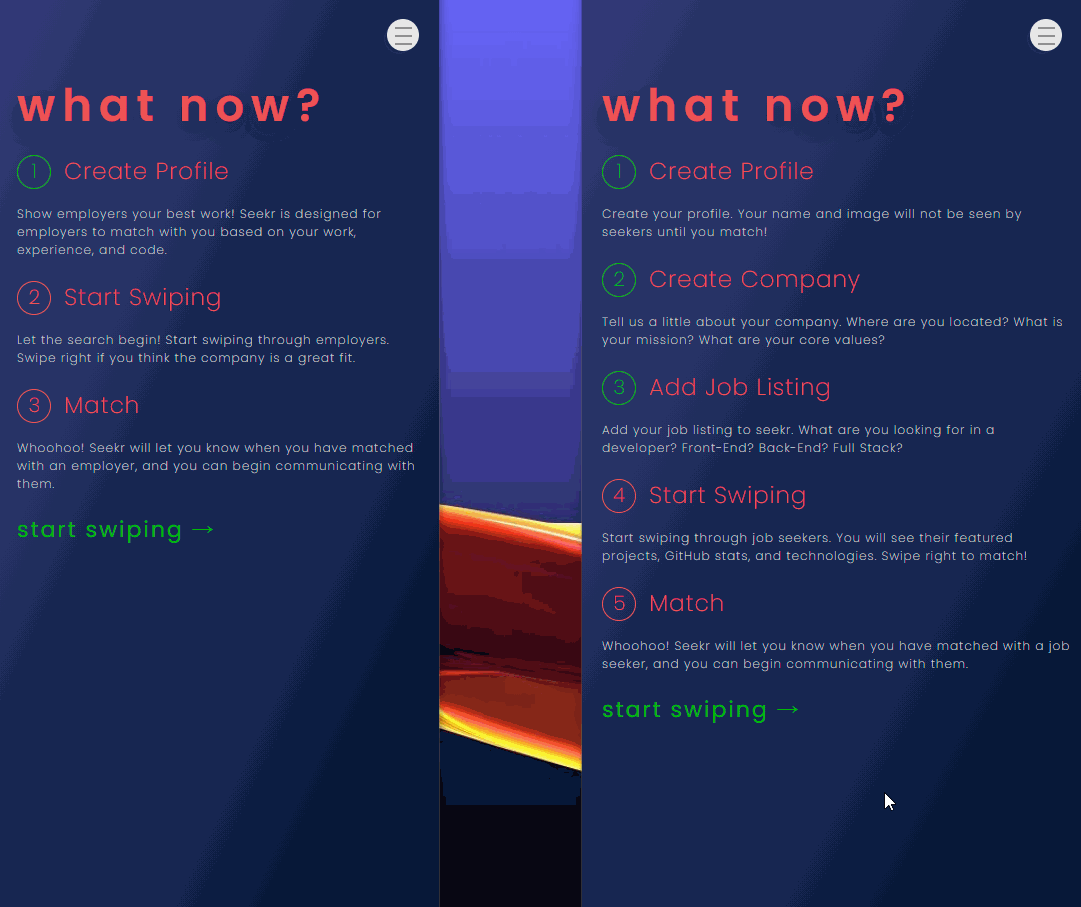 what now?
1 Create Profile
Show employers your best work! Seekr is designed for
employers to match with you based on your work,
experience, and code.
2 Start Swiping
Let the search begin! Start swiping through employers.
Swipe right if you think the company is a great fit.
3 Match
Whoohoo! Seekr will let you know when you have matched
with an employer, and you can begin communicating with
them.
start swiping →
what now?
1 Create Profile
Create your profile. Your name and image will not be seen by
seekers until you match!
2 Create Company
Tell us a little about your company. Where are you located? What is
your mission? What are your core values?
3 Add Job Listing
Add your job listing to seekr. What are you looking for in a
developer? Front-End? Back-End? Full Stack?
4 Start Swiping
Start swiping through job seekers. You will see their featured
projects, GitHub stats, and technologies. Swipe right to match!
5 Match
Whoohoo! Seekr will let you know when you have matched with a job
seeker, and you can begin communicating with them.
start swiping →